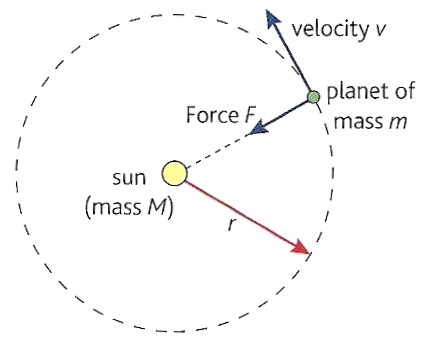 velocity v
planet of
mass m
Force F
sun
(mass M)
r